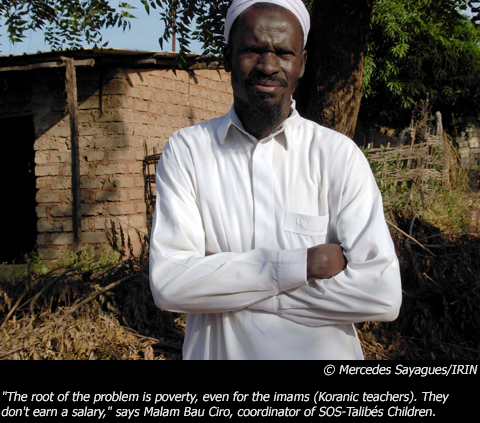 © Mercedes Sayagues/IRIN
"The root of the problem is poverty, even for the imams (Koranic teachers). They
don't earn a salary," says Malam Bau Ciro, coordinator of SOS-Talibés Children.